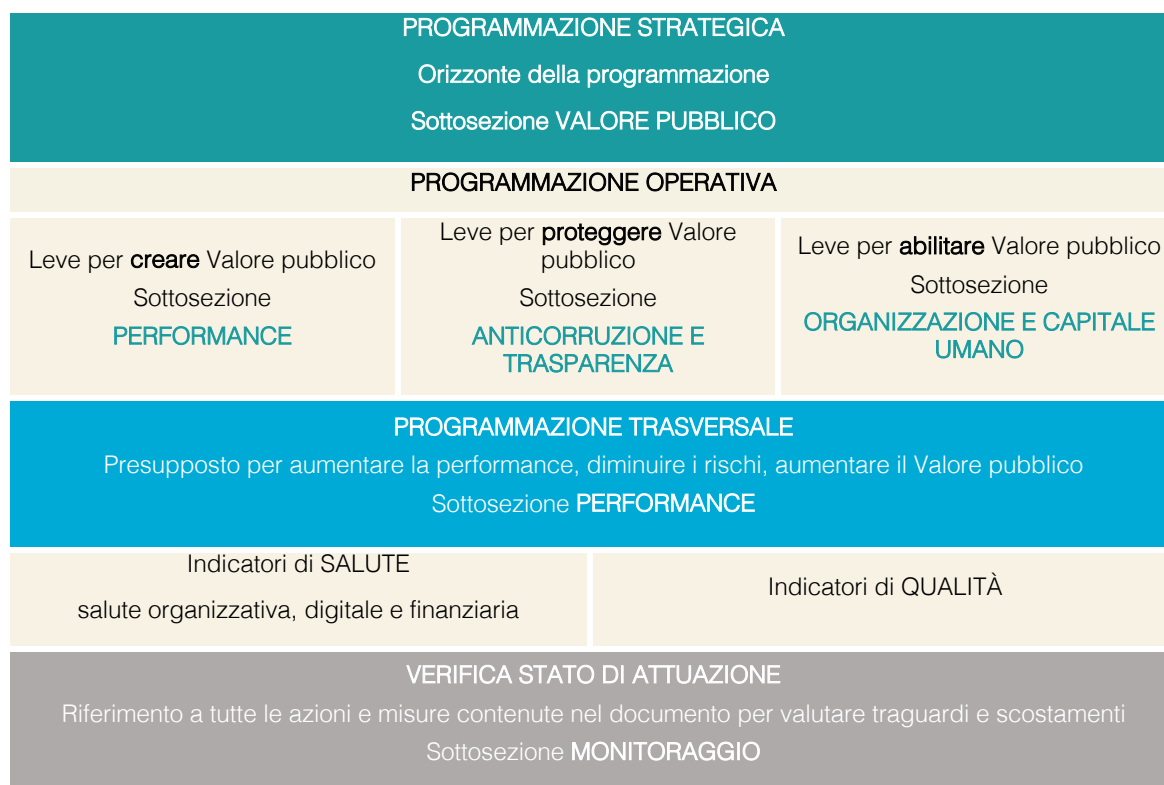 PROGRAMMAZIONE STRATEGICA
Orizzonte della programmazione
Sottosezione VALORE PUBBLICO
PROGRAMMAZIONE OPERATIVA
Leve per creare Valore pubblico
Sottosezione
PERFORMANCE
Leve per proteggere Valore
pubblico
Sottosezione
ANTICORRUZIONE E
TRASPARENZA
Leve per abilitare Valore pubblico
Sottosezione
ORGANIZZAZIONE E CAPITALE
UMANO
PROGRAMMAZIONE TRASVERSALE
Presupposto per aumentare la performance, diminuire i rischi, aumentare il Valore pubblico
Sottosezione PERFORMANCE
Indicatori di SALUTE
salute organizzativa, digitale e finanziaria
Indicatori di QUALITÀ
VERIFICA STATO DI ATTUAZIONE
Riferimento a tutte le azioni e misure contenute nel documento per valutare traguardi e scostamenti
Sottosezione MONITORAGGIO